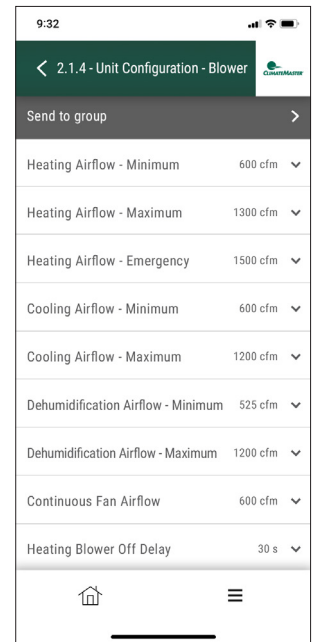 9:32
2.1.4 - Unit Configuration - Blower
CLIMATEMASTER
Send to group
Heating Airflow - Minimum 600 cfm
Heating Airflow - Maximum 1300 cfm
Heating Airflow - Emergency 1500 cfm
Cooling Airflow - Minimum 600 cfm
Cooling Airflow - Maximum 1200 cfm
Dehumidification Airflow - Minimum 525 cfm
Dehumidification Airflow - Maximum 1200 cfm
Continuous Fan Airflow 600 cfm
Heating Blower Off Delay 30 s